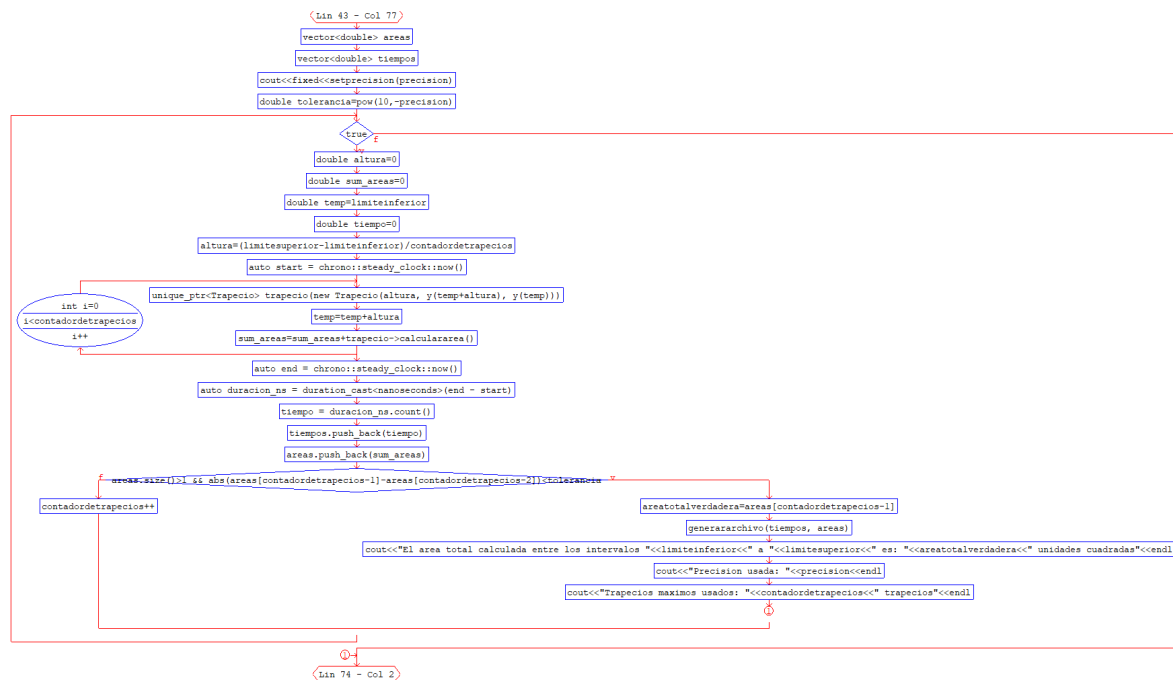 Lin 43 - Col 77
vector<double> areas
vector<double> tiempos
cout<<fixed<<setprecision(precision)
double tolerancia=pow(10,-precision)
true
f
v
double altura=0
double sum_areas=0
double temp=limiteinferior
double tiempo=0
altura=(limitesuperior-limiteinferior)/contadordetrapecios
auto start = chrono::steady_clock::now()
int i=0
i<contadordetrapecios
i++
unique_ptr<Trapecio> trapecio(new Trapecio(altura, y(temp+altura), y(temp)))
temp=temp+altura
sum_areas=sum_areas+trapecio->calculararea()
auto end = chrono::steady_clock::now()
auto duracion_ns = duration_cast<nanoseconds>(end - start)
tiempo = duracion_ns.count()
tiempos.push_back(tiempo)
areas.push_back(sum_areas)
f
areas.size()>1 && abs(areas[contadordetrapecios-1]-areas[contadordetrapecios-2])<tolerancia
v
contadordetrapecios++
areatotalverdadera=areas[contadordetrapecios-1]
generararchivo(tiempos, areas)
cout<<"El area total calculada entre los intervalos "<<limiteinferior<<" a "<<limitesuperior<<" es: "<<areatotalverdadera<<" unidades cuadradas"<<endl
cout<<"Precision usada: "<<precision<<endl
cout<<"Trapecios maximos usados: "<<contadordetrapecios<<" trapecios"<<endl
1
1
Lin 74 - Col 2